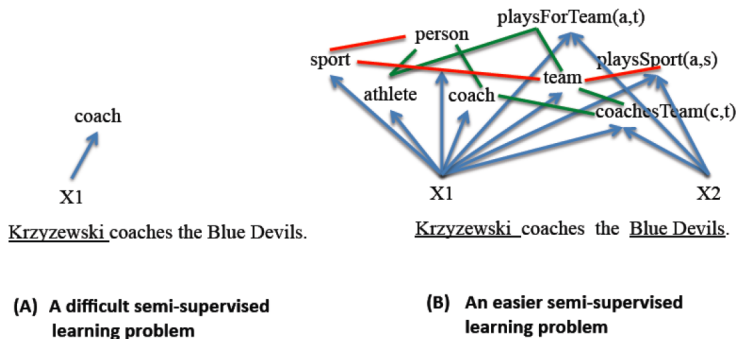 playsForTeam(a,t)
person
sport
playsSport(a,s)
team
athlete
coach
coachesTeam(c,t)
coach
X1
X1
X2
Krzyzewski coaches the Blue Devils.
Krzyzewski coaches the Blue Devils.
(A) A difficult semi-supervised
learning problem
(B) An easier semi-supervised
learning problem